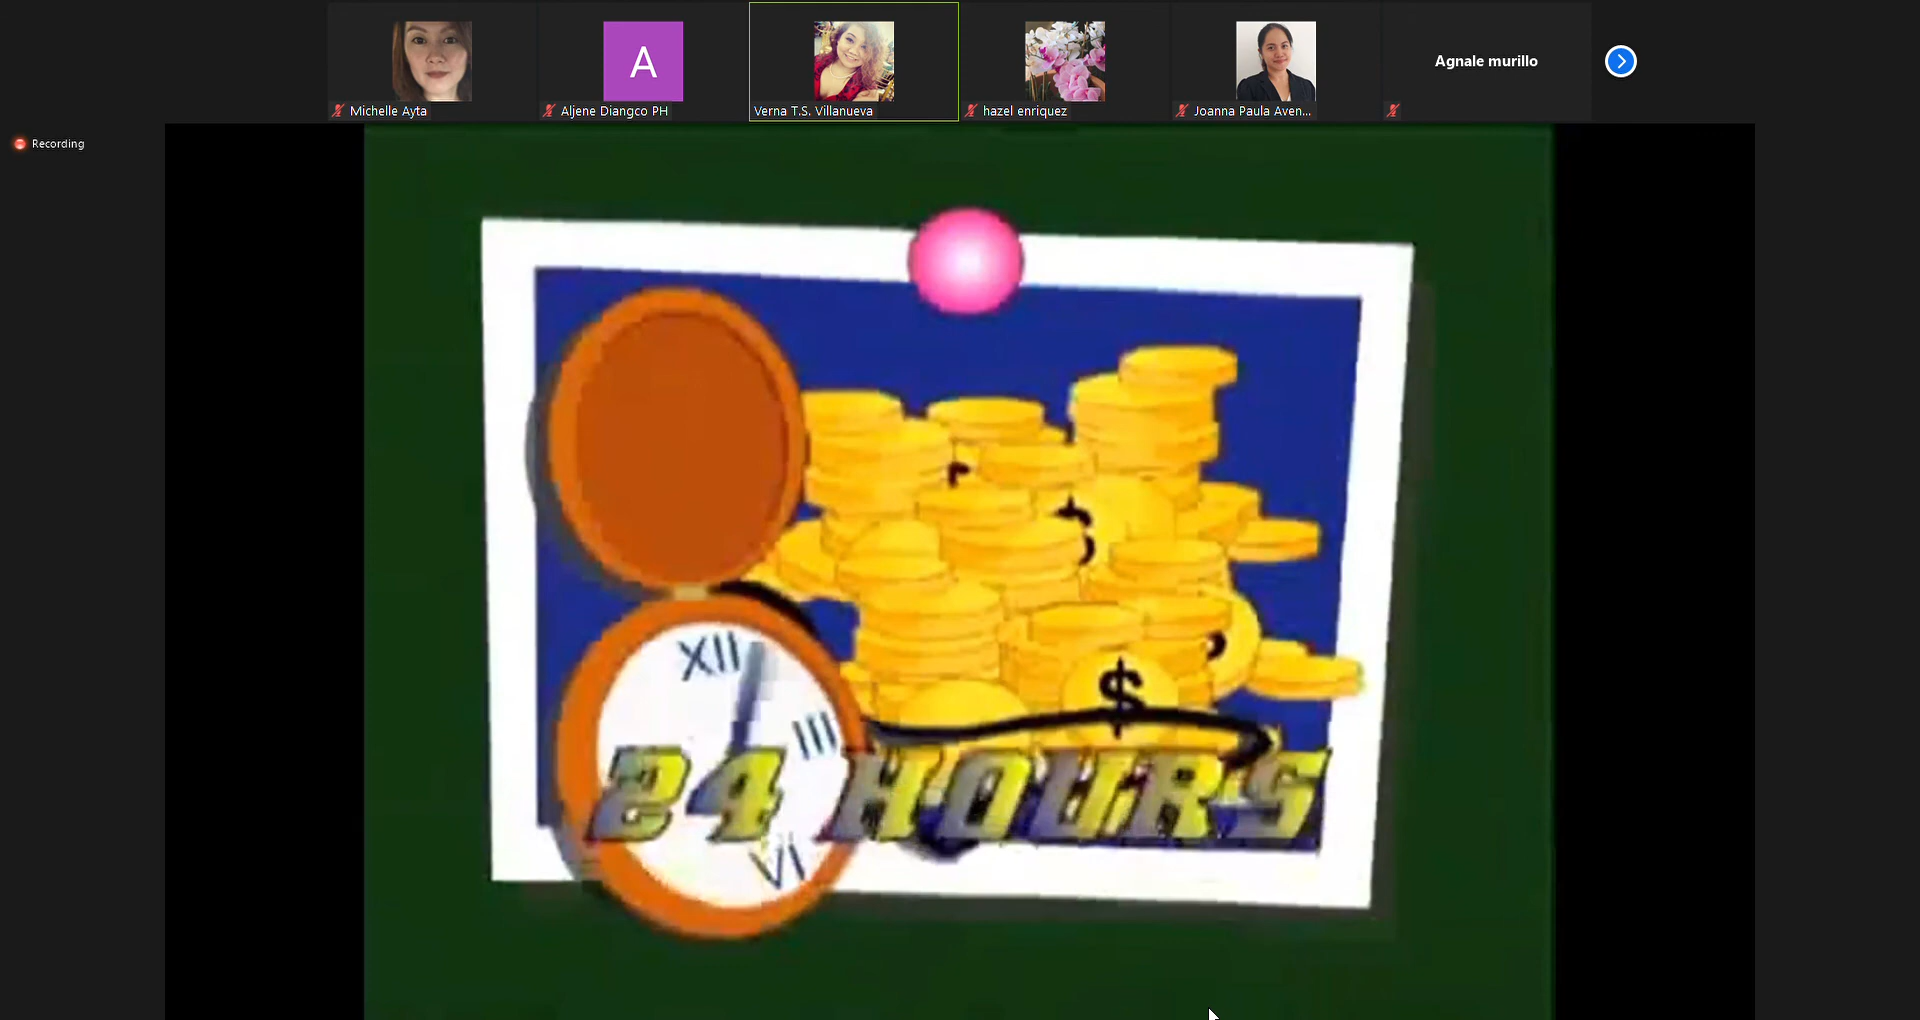 A
Agnale murillo
Michelle Ayta
Aljene Diangco PH
Verna T.S. Villanueva
hazel enriquez
Joanna Paula Aven...
Recording
$
$
XII
III
VI
24 HOURS